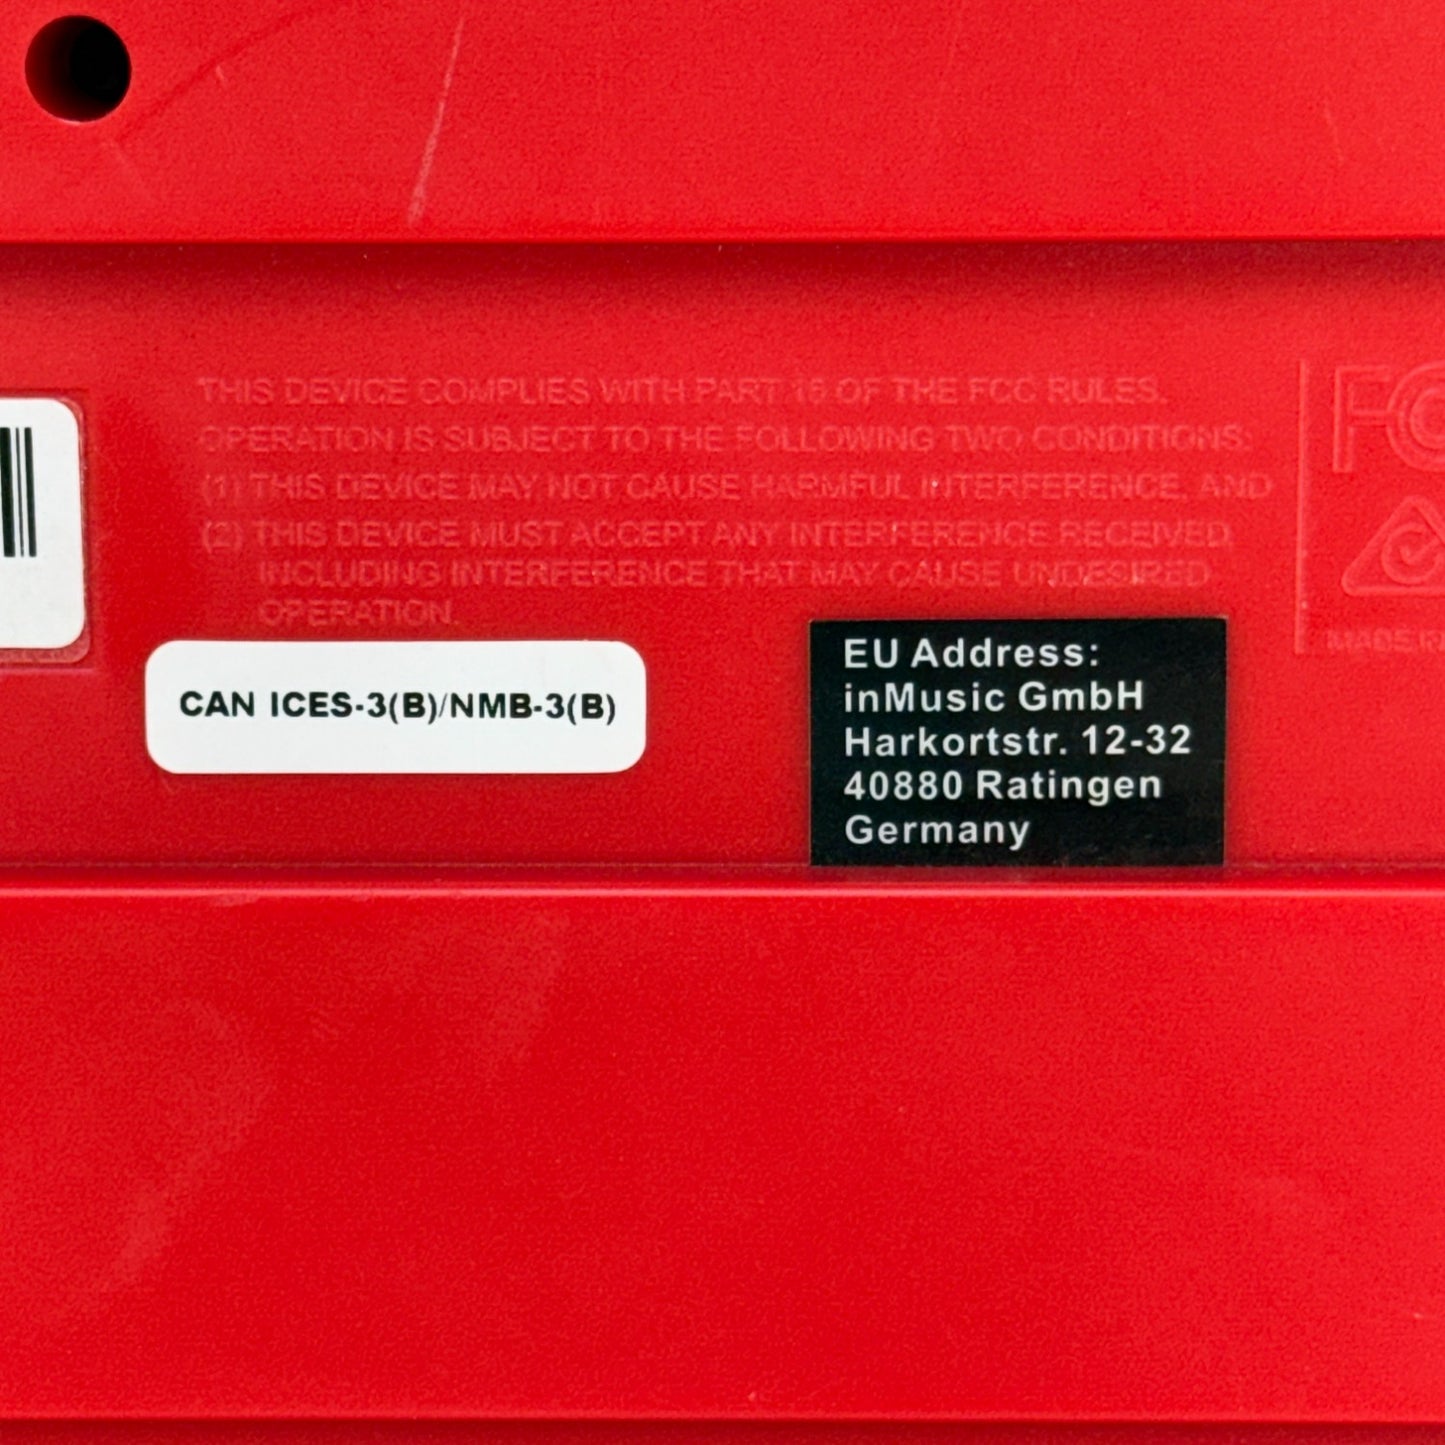 THIS DEVICE COMPLIES WITH PART 15 OF THE FCC RULES.
OPERATION IS SUBJECT TO THE FOLLOWING TWO CONDITIONS:
(1) THIS DEVICE MAY NOT CAUSE HARMFUL INTERFERENCE, AND
(2) THIS DEVICE MUST ACCEPT ANY INTERFERENCE RECEIVED,
INCLUDING INTERFERENCE THAT MAY CAUSE UNDESIRED
OPERATION.
FC
MADE IN
CAN ICES-3(B)/NMB-3(B)
EU Address:
inMusic GmbH
Harkortstr. 12-32
40880 Ratingen
Germany